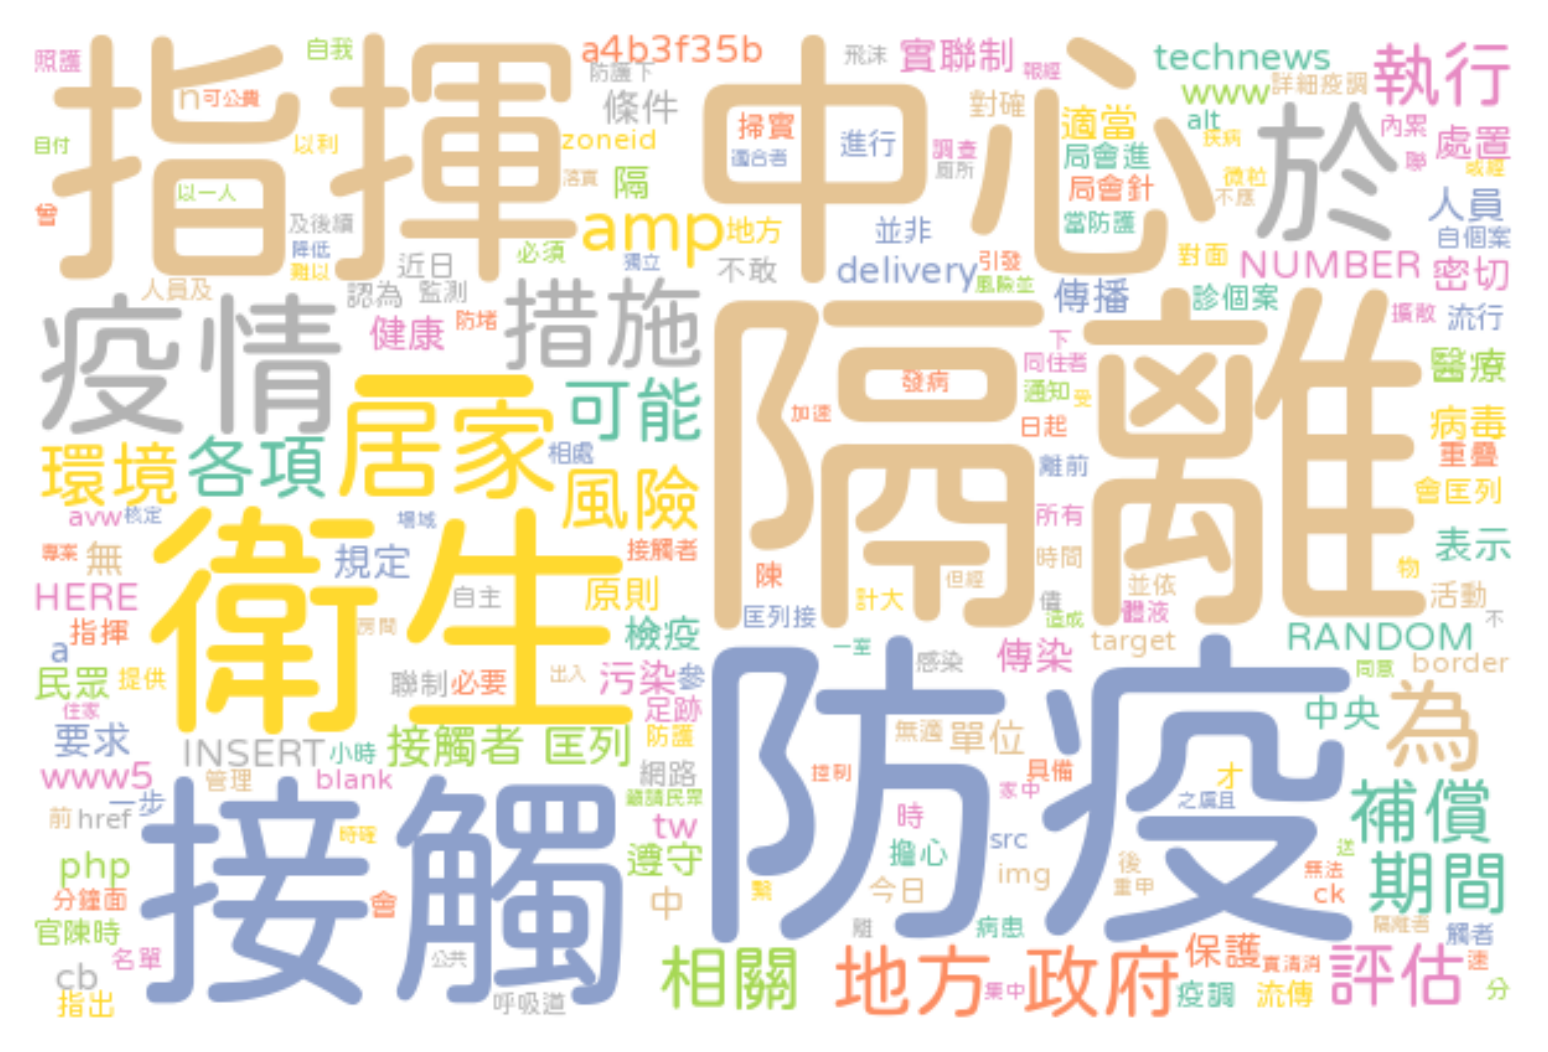 照護
自我
a4b3f35b
防護下
飛沫
實聯制
報經
technews
執行
指揮
中心
n
可公費
條件
對確
www
詳細疫調
適當
alt
疾病
於
內累
處置
目付
以利
zoneid
掃實
適合者
進行
調查
廁所
局會進
聯
或經
以一人
落實
隔
局會針
微粒
不應
人員
曾
及後續
amp
地方
並非
當防護
自個案
降低
難以
必須
獨立
近日
不敢
delivery
引發
風險並
對面
NUMBER
密切
人員及
認為
監測
措施
傳播
診個案
擴散
流行
疫情
健康
防堵
隔離
下
同住者
醫療
居家
可能
發病
加速
通知
受
日起
病毒
環境
各項
相處
風險
離前
重疊
會匡列
avw
核定
場域
所有
衛生
專案
無
規定
接觸者
時間
表示
陳
但經
並依
物
HERE
自主
原則
匡列接
計大
造成
體液
活動
不
指揮
房間
檢疫
a
一室
target
RANDOM
民眾
提供
聯制
必要
出入
污染
參
感染
傳染
同意
border
住家
足跡
防疫
中央
為
要求
INSERT
小時
接觸者
匡列
防護
無適
單位
www5
管理
blank
網路
控制
具備
才
一步
家中
之虞且
補償
前
href
接觸
時確
嚴請民眾
tw
時
src
送
php
遵守
擔心
img
後
重甲
無法
期間
分鐘面
會
中
繫
今日
ck
官陳時
離
病患
隔離者
觸者
名單
公共
相關
地方
政府
保護
實清消
評估
速
cb
指出
呼吸道
集中
疫調
流傳
分